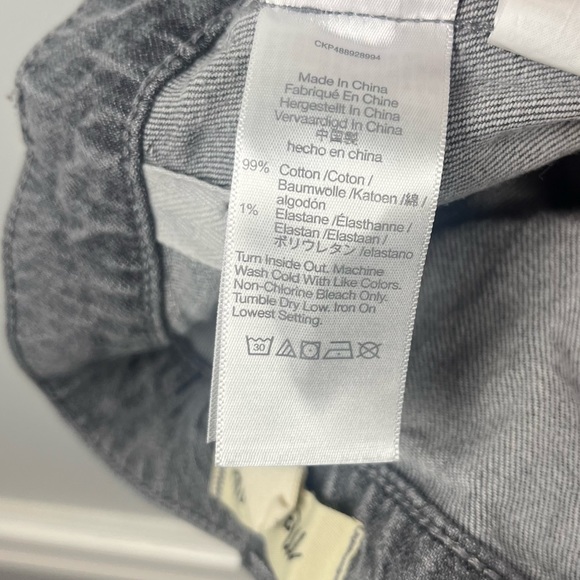 CKP488928994
Made In China
Fabriqué En Chine
Hergestellt In China
Vervaardigd In China
中国製
hecho en china
99% Cotton /Coton /
Baumwolle /Katoen /綿 /
algodón
1% Elastane /Élasthanne /
Elastan /Elastaan /
ポリウレタン /elastano
Turn Inside Out. Machine
Wash Cold With Like Colors.
Non-Chlorine Bleach Only.
Tumble Dry Low. Iron On
Lowest Setting.
30